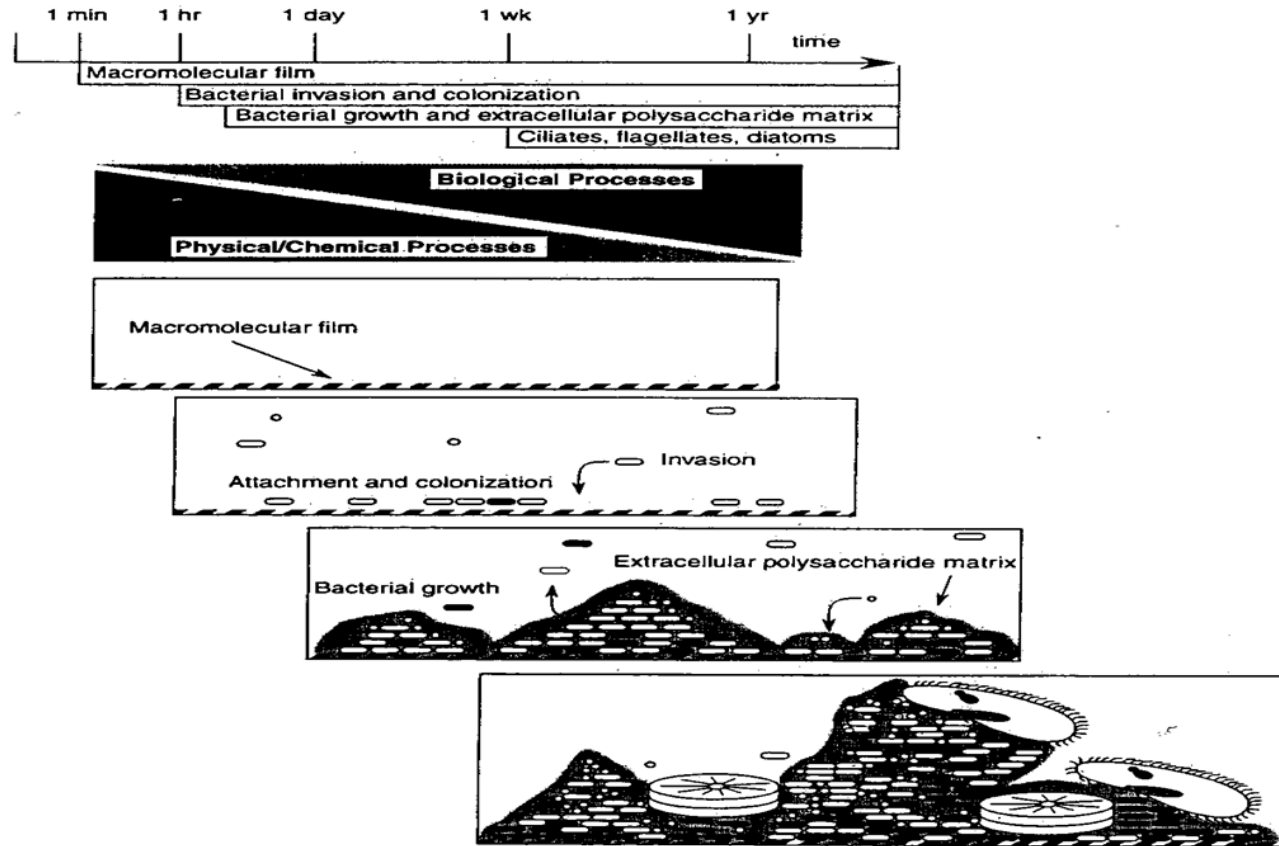 1 min 1 hr 1 day 1 wk 1 yr
time
Macromolecular film
Bacterial invasion and colonization
Bacterial growth and extracellular polysaccharide matrix
Ciliates, flagellates, diatoms
Biological Processes
Physical/Chemical Processes
Macromolecular film
Invasion
Attachment and colonization
Extracellular polysaccharide matrix
Bacterial growth